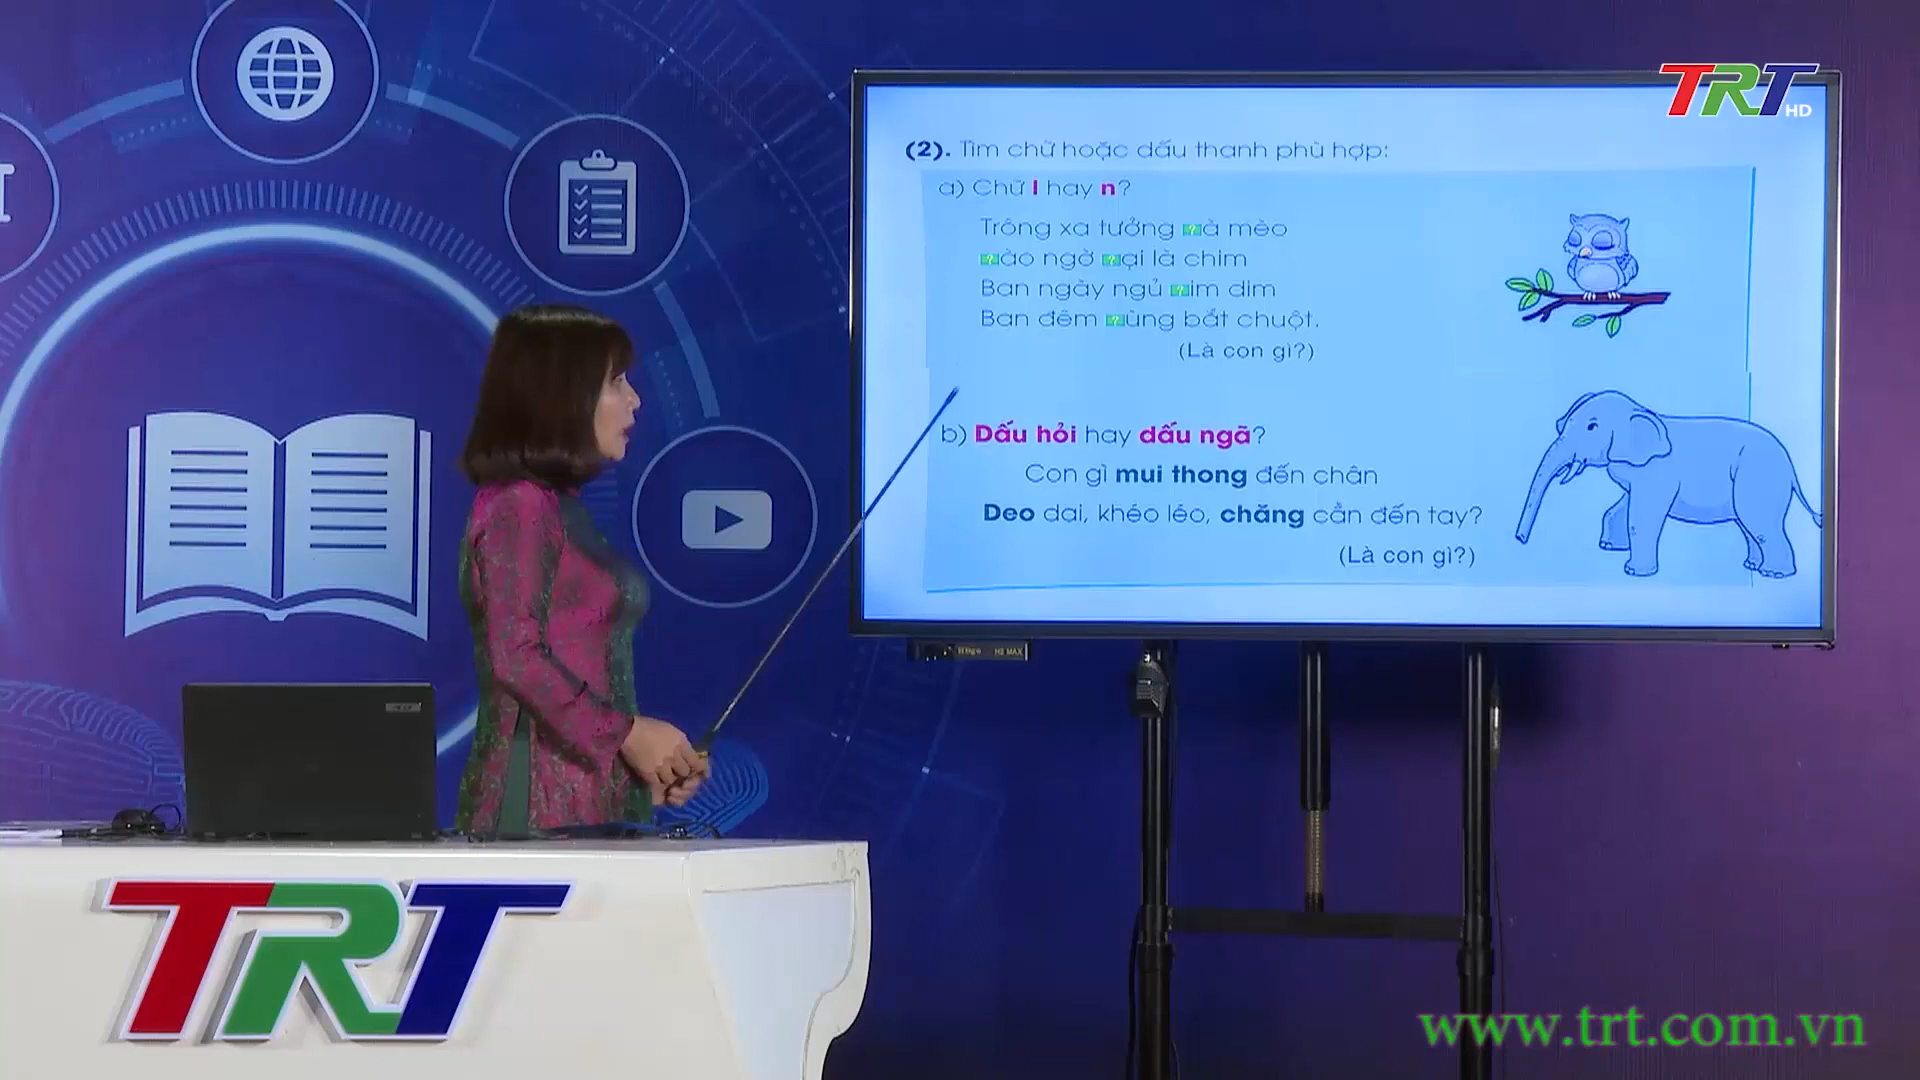 TRT HD
(2). Tìm chữ hoặc dấu thanh phù hợp:
a) Chữ l hay n?
Trông xa tưởng ?à mèo
?ào ngờ ?ại là chim
Ban ngày ngủ ?im dim
Ban đêm ?ùng bắt chuột.
(Là con gì?)
b) Dấu hỏi hay dấu ngã?
Con gì mui thong đến chân
Deo dai, khéo léo, chăng cần đến tay?
(Là con gì?)
H2 MAX
acer
TRT
www.trt.com.vn